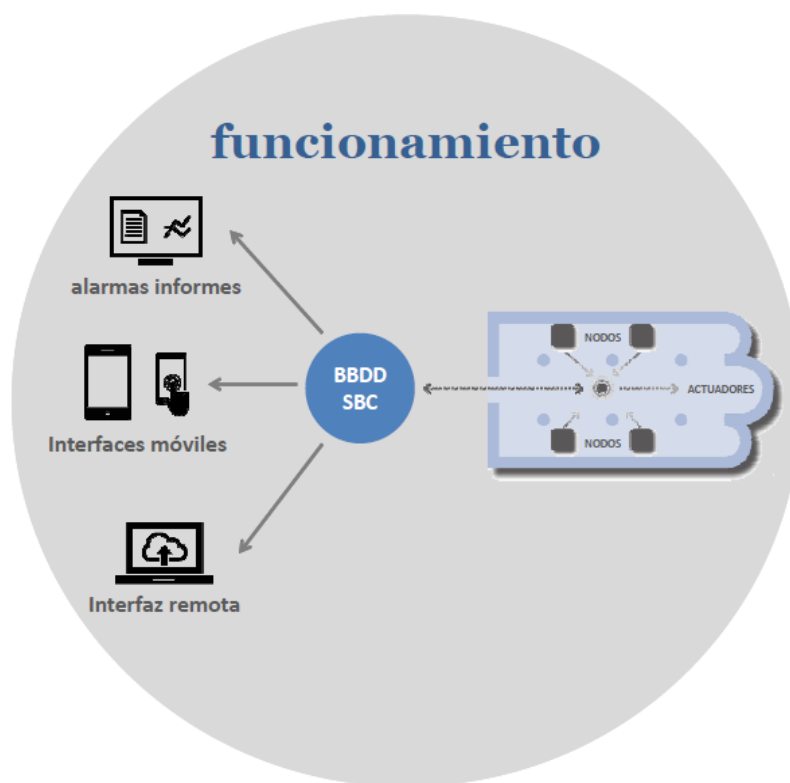 funcionamiento
alarmas informes
Interfaces móviles
Interfaz remota
BBDD
SBC
NODOS
ACTUADORES
NODOS